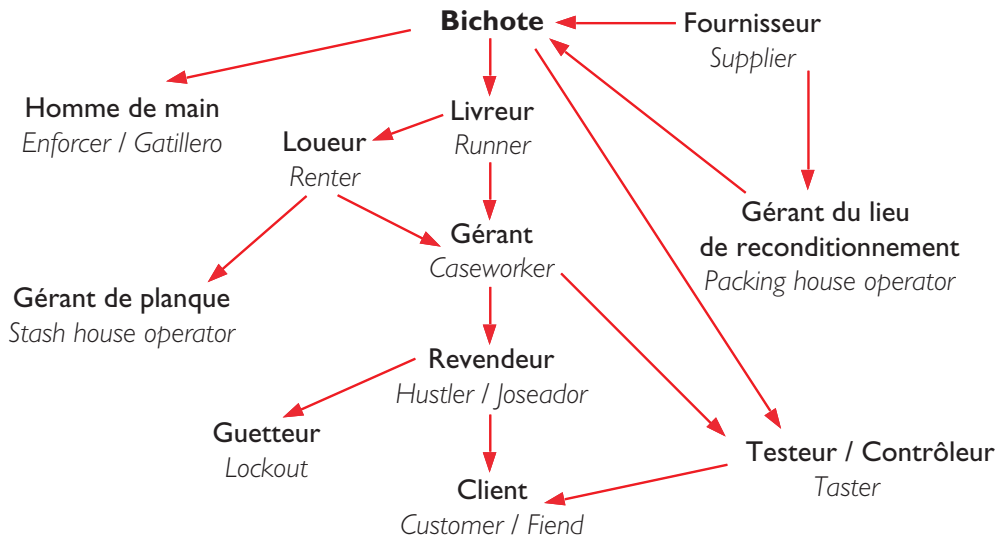 Bichote
Fournisseur
Supplier
Homme de main
Enforcer / Gatillero
Livreur
Runner
Loueur
Renter
Gérant du lieu
de reconditionnement
Packing house operator
Gérant
Caseworker
Gérant de planque
Stash house operator
Revendeur
Hustler / Joseador
Guetteur
Lockout
Testeur / Contrôleur
Taster
Client
Customer / Fiend